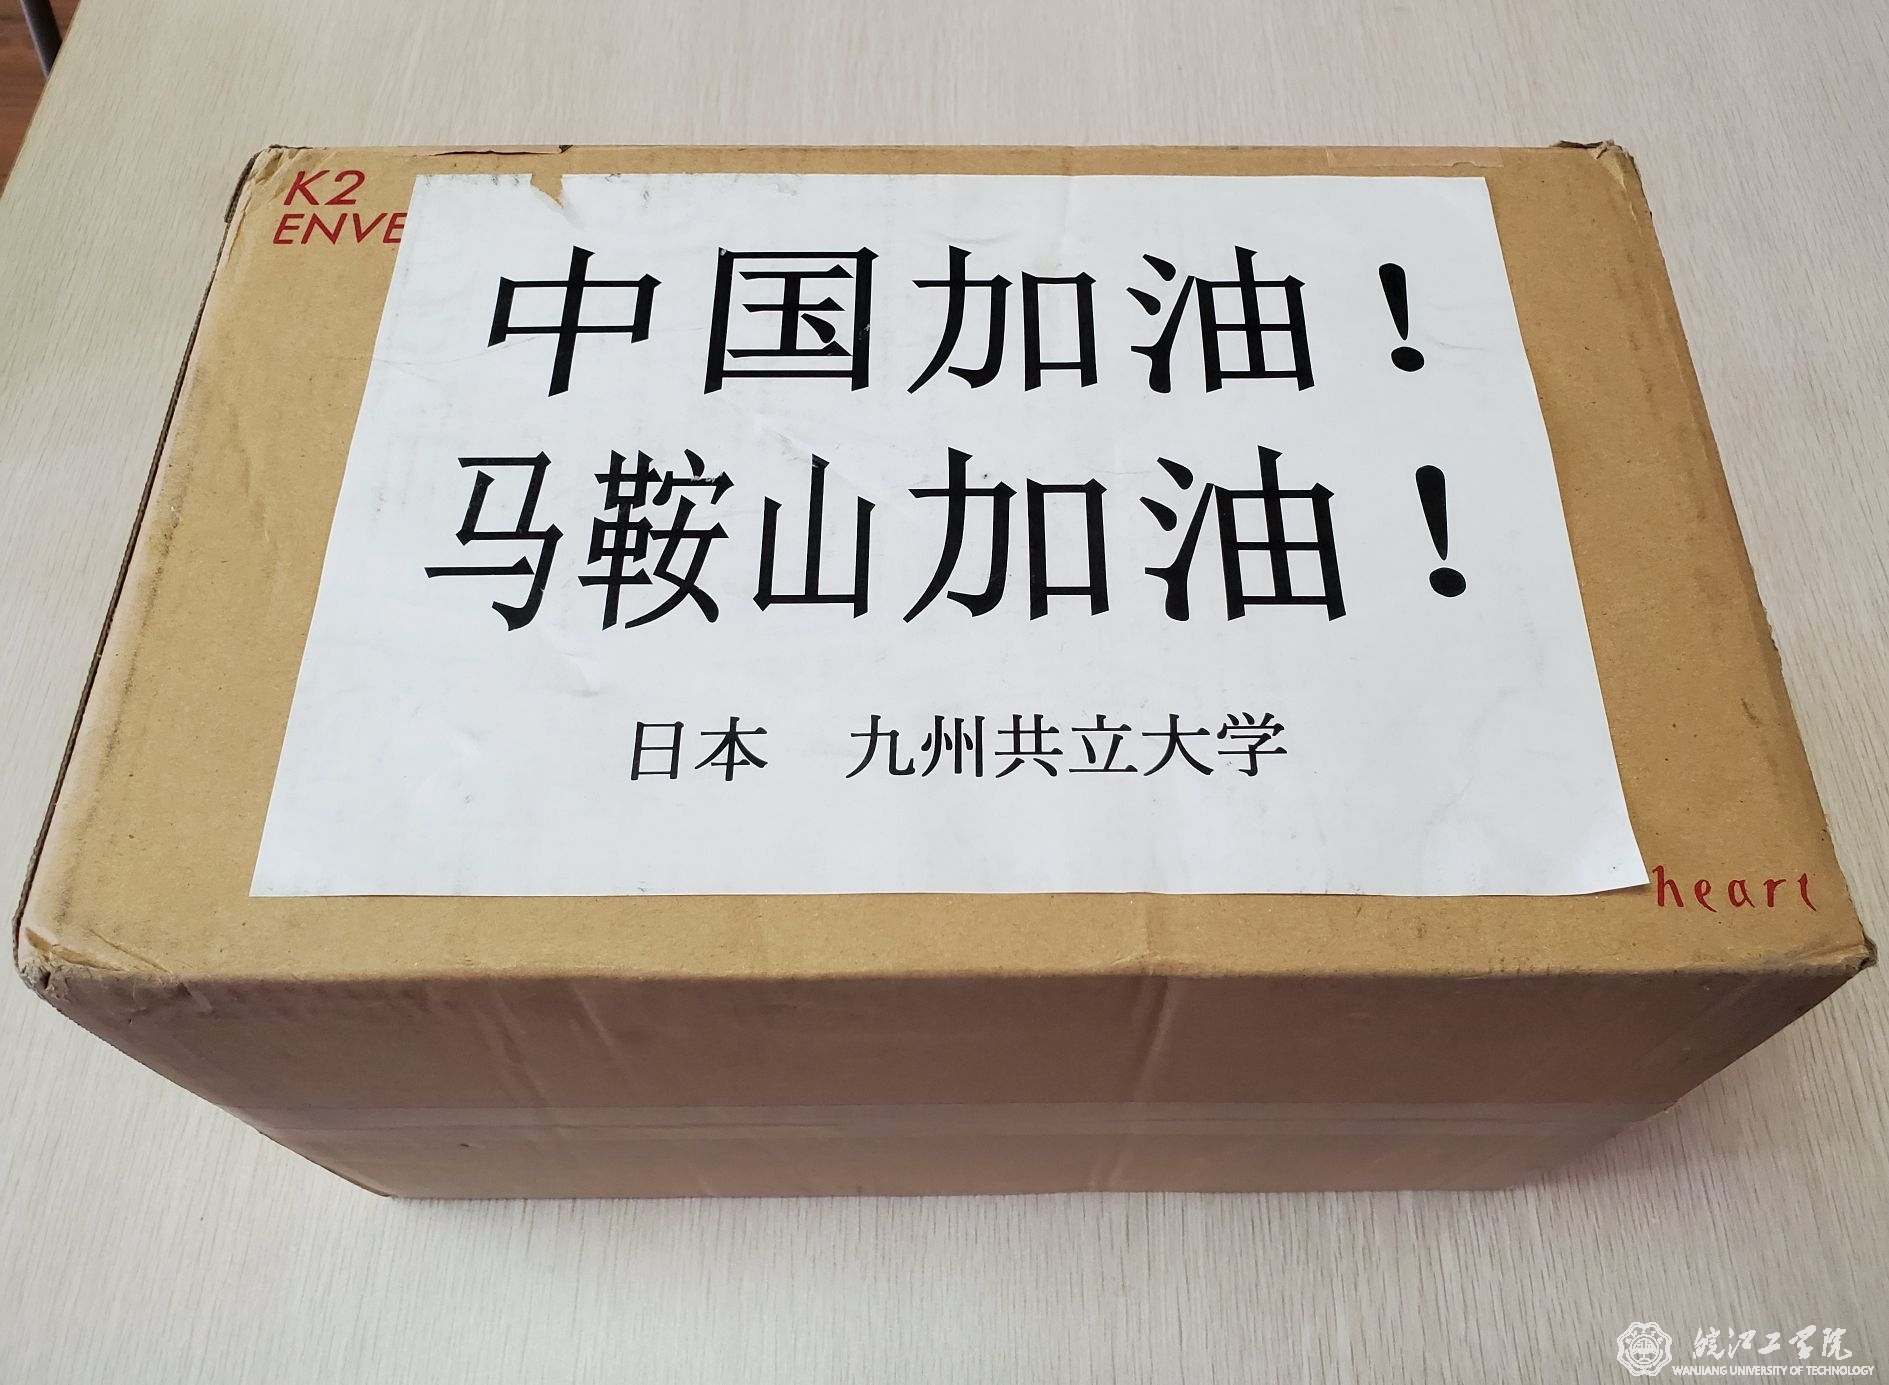 K2
ENVE
中国加油！
马鞍山加油！
日本　九州共立大学
heart
皖江工学院
WANJIANG UNIVERSITY OF TECHNOLOGY